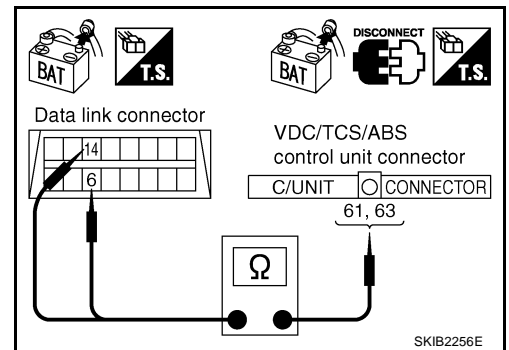 BAT
T.S.
BAT
DISCONNECT
T.S.
Data link connector
14
6
VDC/TCS/ABS
control unit connector
C/UNIT
CONNECTOR
61, 63
Ω
SKIB2256E